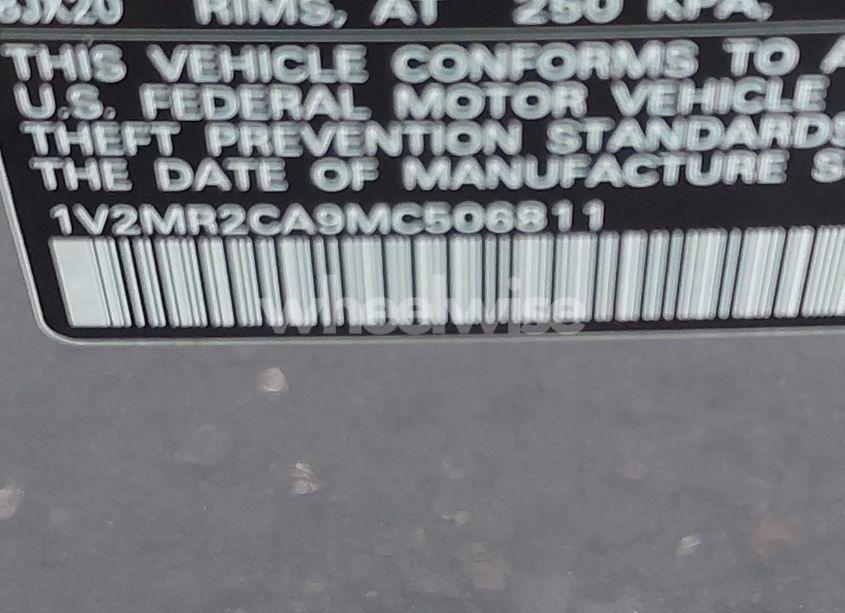 RIMS, AT 250 KPA,
THIS VEHICLE CONFORMS TO A
U.S. FEDERAL MOTOR VEHICLE
THEFT PREVENTION STANDARDS
THE DATE OF MANUFACTURE S
1V2MR2CA9MC506811
wheelwise